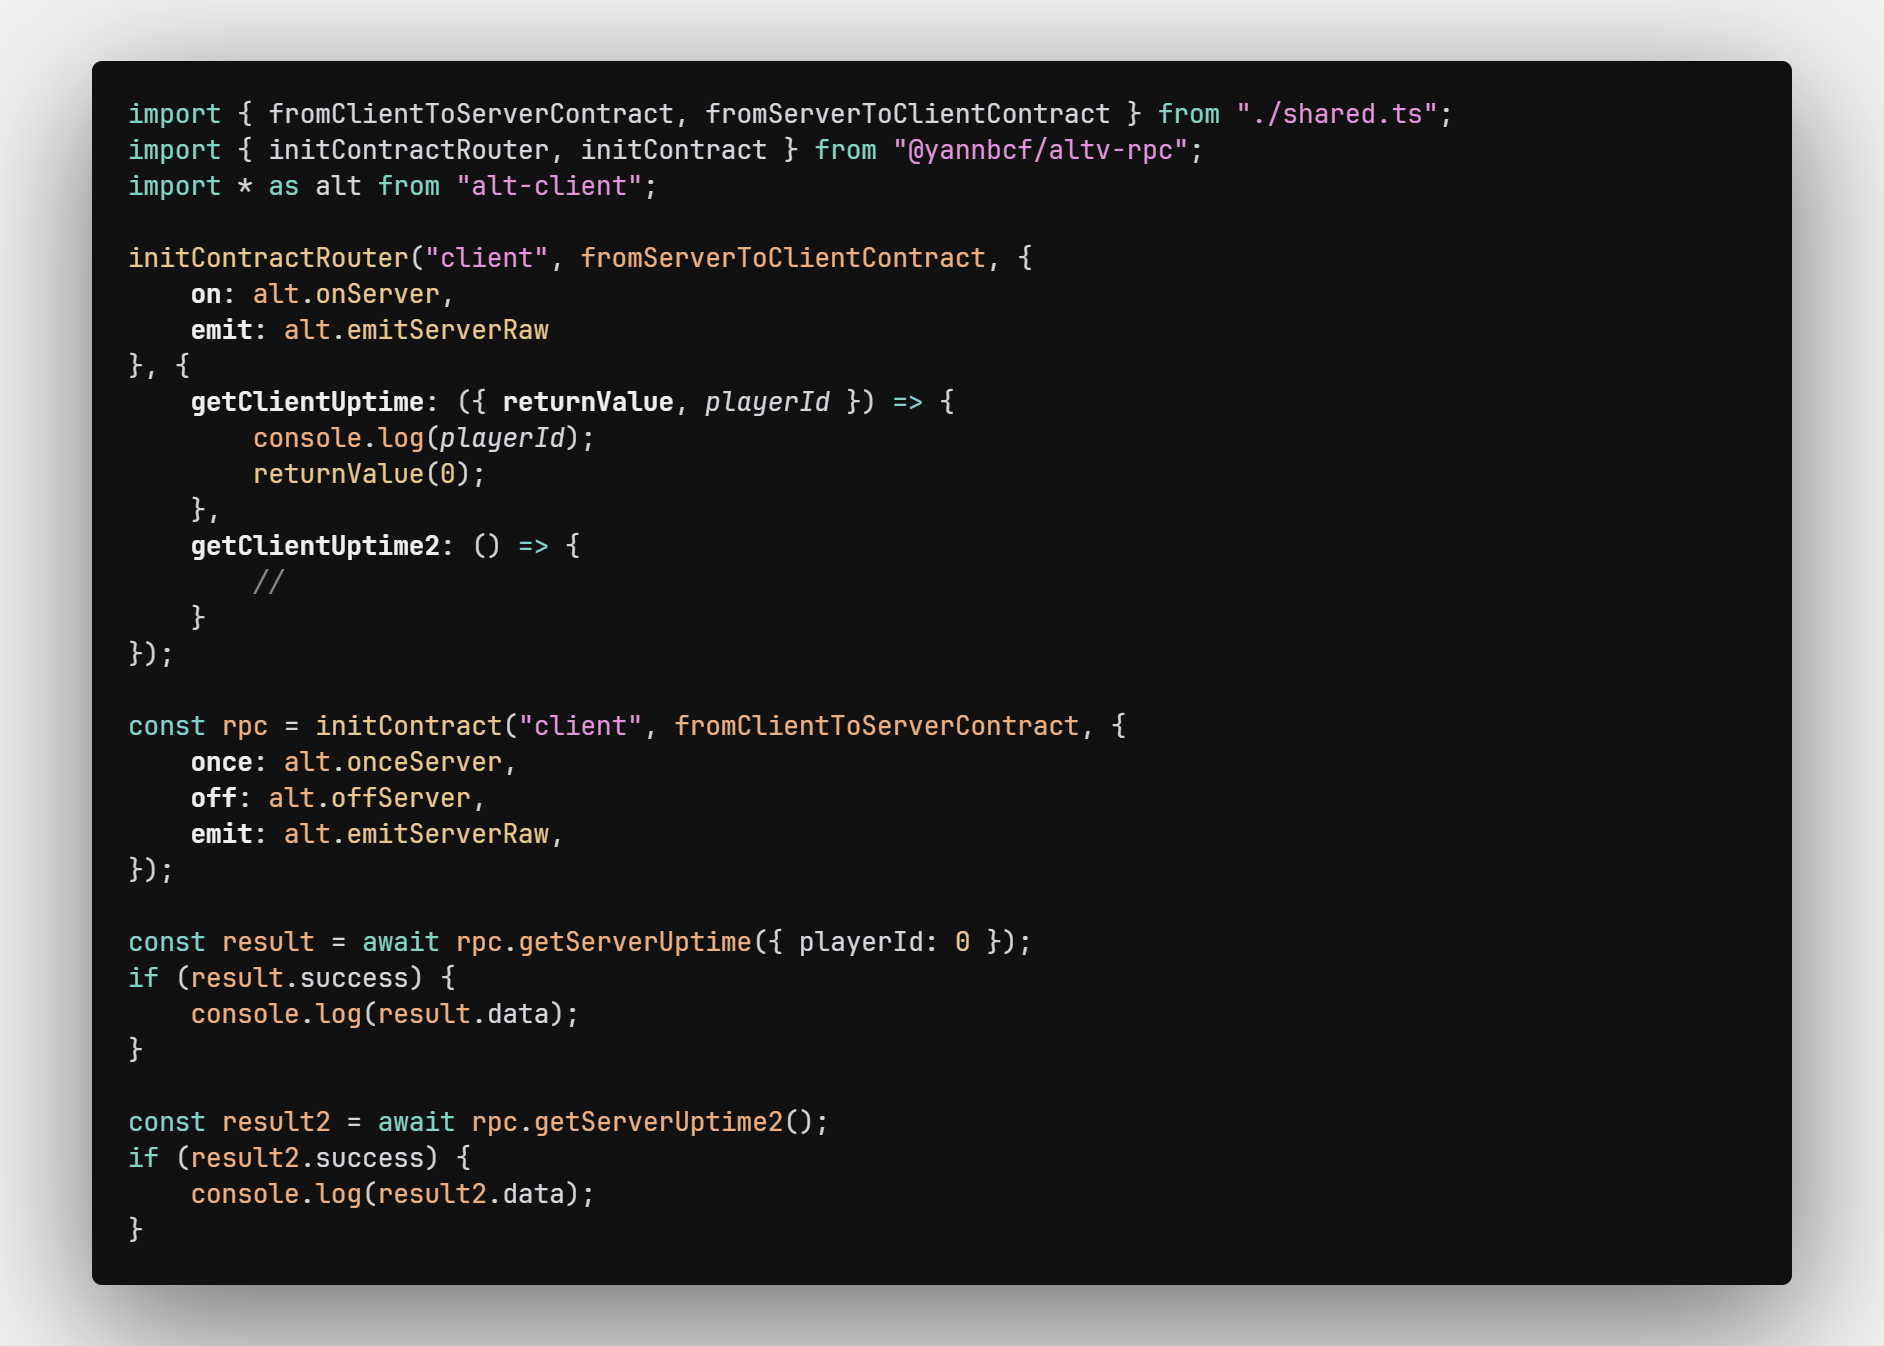 import { fromClientToServerContract, fromServerToClientContract } from "./shared.ts";
import { initContractRouter, initContract } from "@yannbcf/altv-rpc";
import * as alt from "alt-client";

initContractRouter("client", fromServerToClientContract, {
    on: alt.onServer,
    emit: alt.emitServerRaw
}, {
    getClientUptime: ({ returnValue, playerId }) => {
        console.log(playerId);
        returnValue(0);
    },
    getClientUptime2: () => {
        //
    }
});

const rpc = initContract("client", fromClientToServerContract, {
    once: alt.onceServer,
    off: alt.offServer,
    emit: alt.emitServerRaw,
});

const result = await rpc.getServerUptime({ playerId: 0 });
if (result.success) {
    console.log(result.data);
}

const result2 = await rpc.getServerUptime2();
if (result2.success) {
    console.log(result2.data);
}